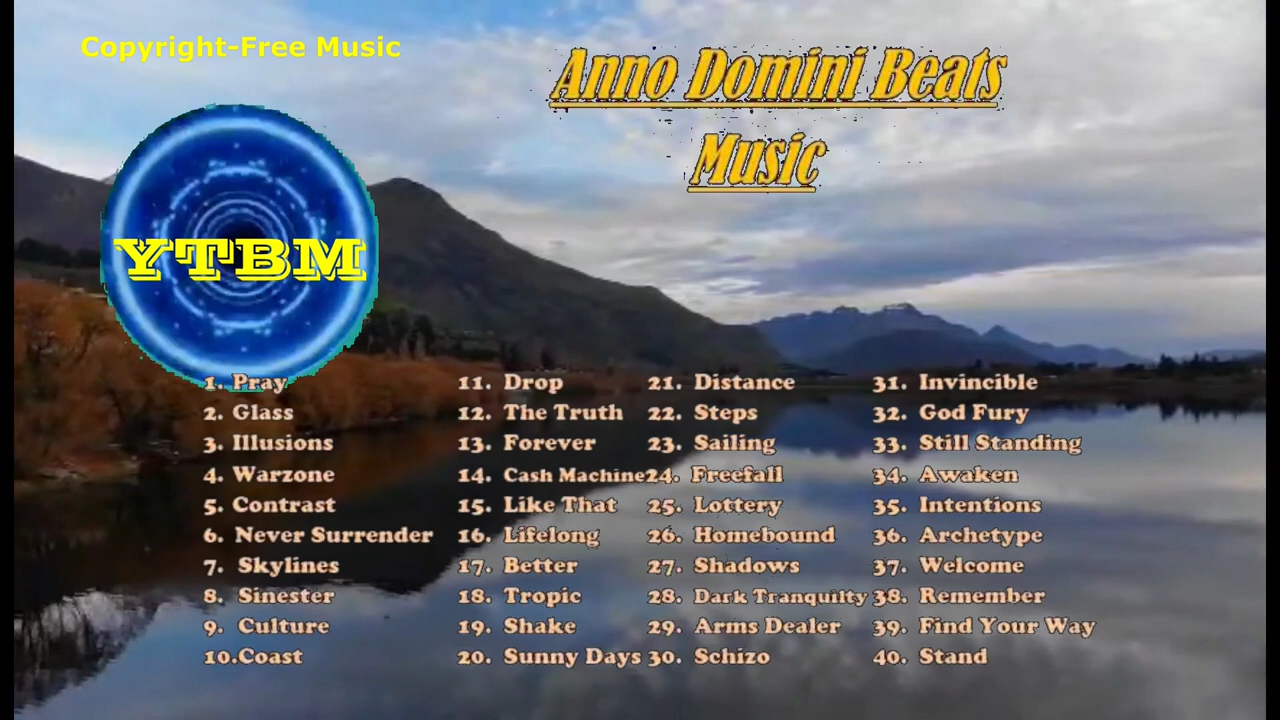 Copyright-Free Music
Anno Domini Beats
Music
YTBM
1. Pray
2. Glass
3. Illusions
4. Warzone
5. Contrast
6. Never Surrender
7. Skylines
8. Sinester
9. Culture
10.Coast
11. Drop
12. The Truth
13. Forever
14. Cash Machine
15. Like That
16. Lifelong
17. Better
18. Tropic
19. Shake
20. Sunny Days
21. Distance
22. Steps
23. Sailing
24. Freefall
25. Lottery
26. Homebound
27. Shadows
28. Dark Tranquilty
29. Arms Dealer
30. Schizo
31. Invincible
32. God Fury
33. Still Standing
34. Awaken
35. Intentions
36. Archetype
37. Welcome
38. Remember
39. Find Your Way
40. Stand